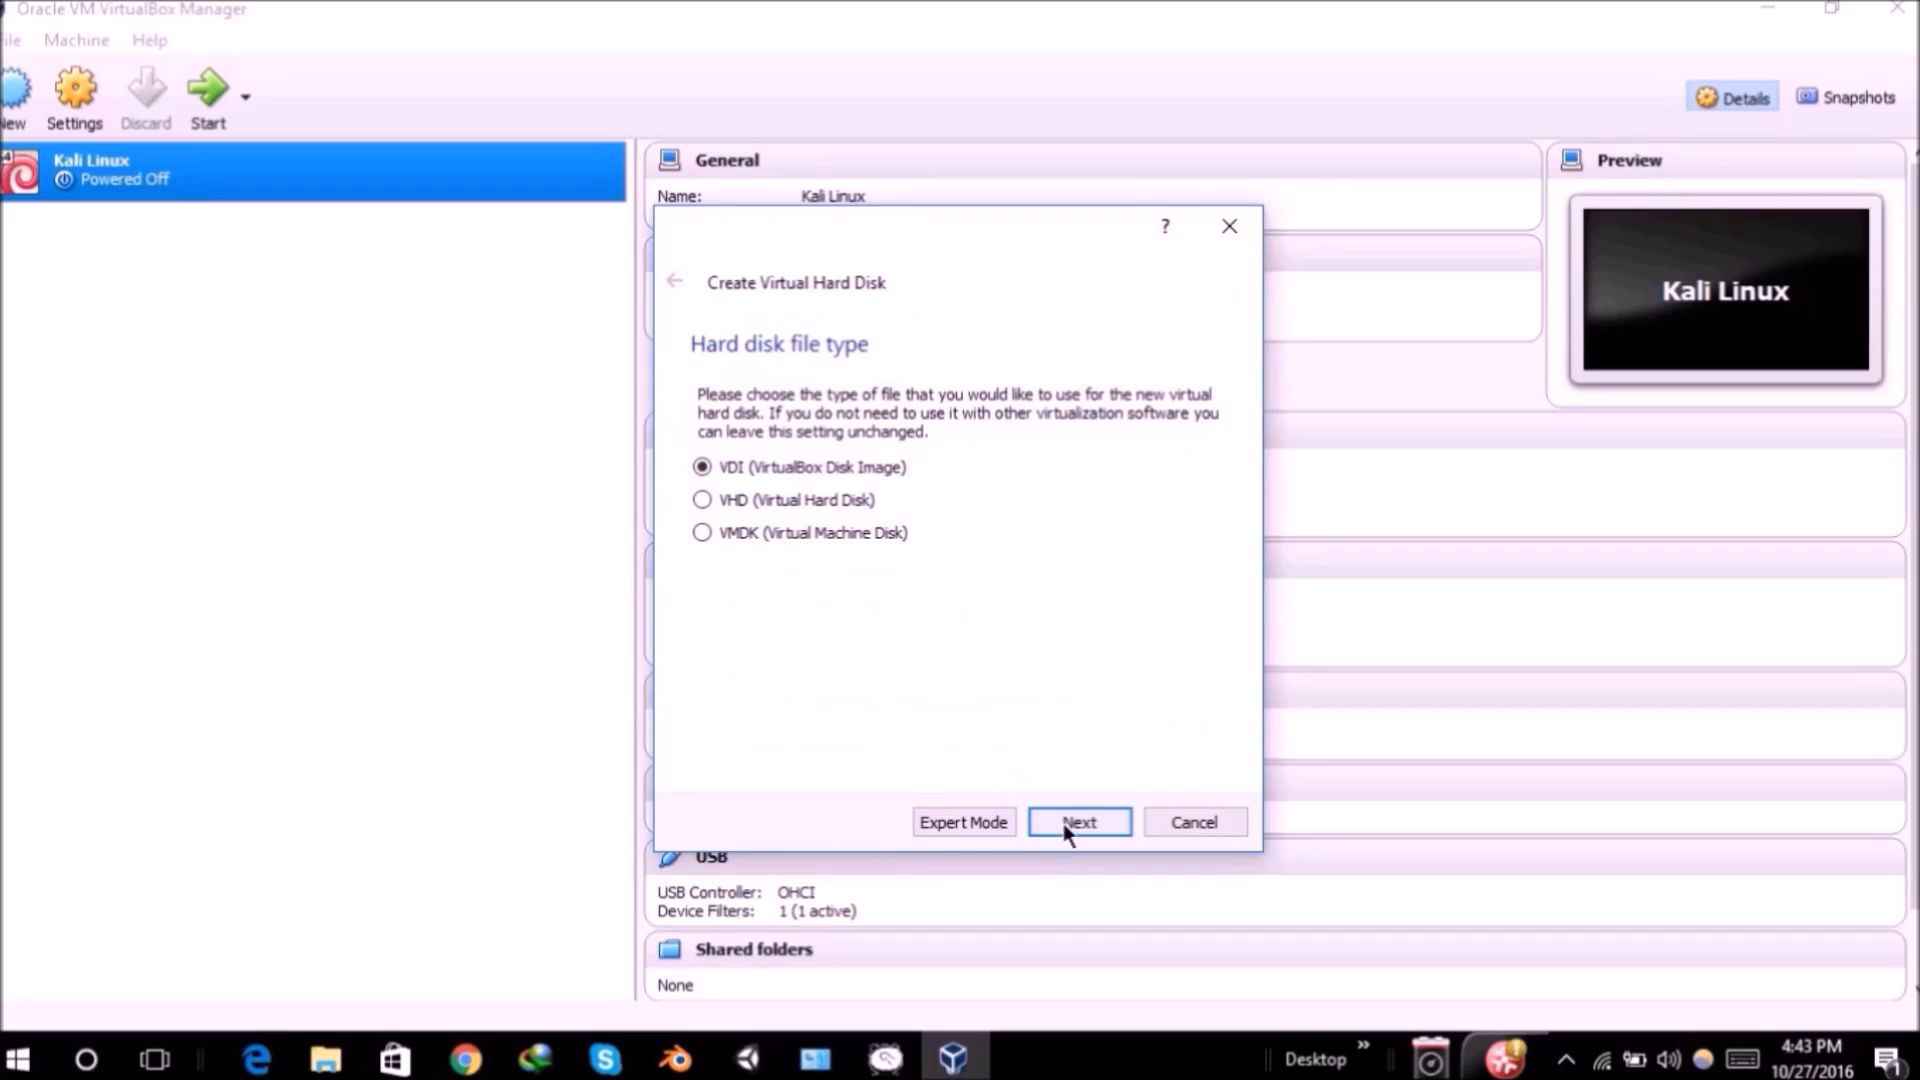 Oracle VM VirtualBox Manager
File Machine Help
New Settings Discard Start
Details Snapshots
Kali Linux
Powered Off
General
Name: Kali Linux
Preview
Kali Linux
?
Create Virtual Hard Disk
Hard disk file type
Please choose the type of file that you would like to use for the new virtual
hard disk. If you do not need to use it with other virtualization software you
can leave this setting unchanged.
VDI (VirtualBox Disk Image)
VHD (Virtual Hard Disk)
VMDK (Virtual Machine Disk)
Expert Mode Next Cancel
USB
USB Controller: OHCI
Device Filters: 1 (1 active)
Shared folders
None
Desktop
4:43 PM
10/27/2016
1